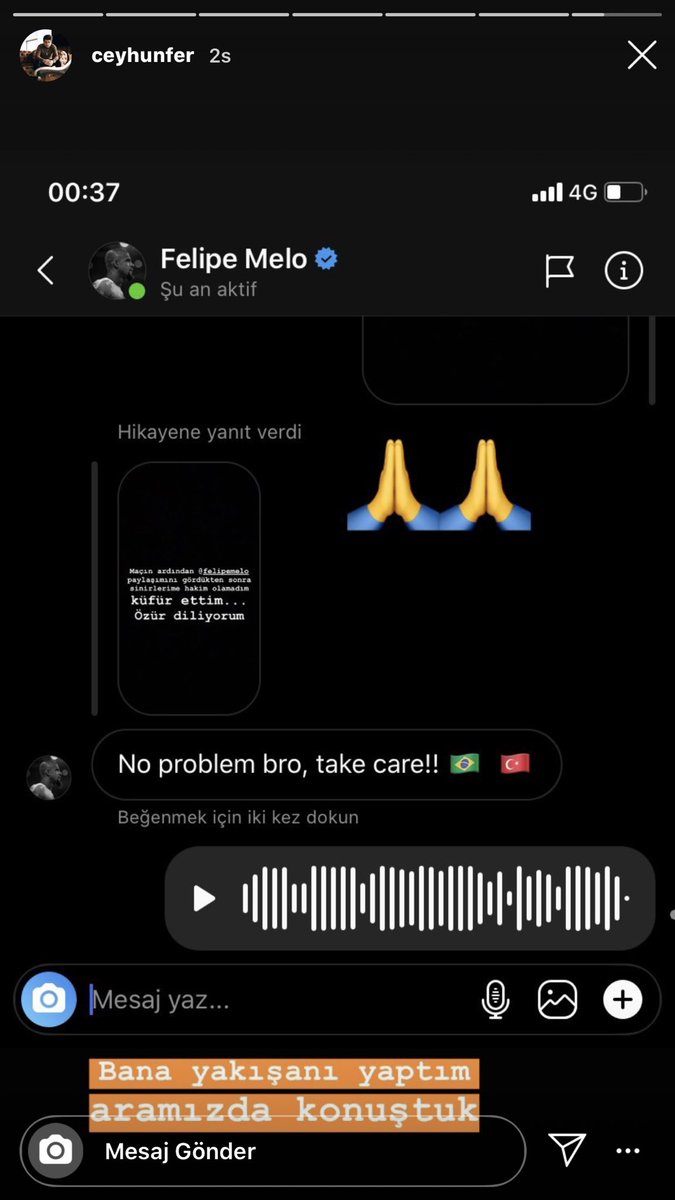 ceyhunfer 2s
00:37 4G
Felipe Melo
Şu an aktif
Hikayene yanıt verdi
Maçın ardından @felipemelo
paylaşımını gördükten sonra
sinirlerime hakim olamadım
küfür ettim...
Özür diliyorum
No problem bro, take care!!
Beğenmek için iki kez dokun
Mesaj yaz...
Bana yakışanı yaptım
aramızda konuştuk
Mesaj Gönder